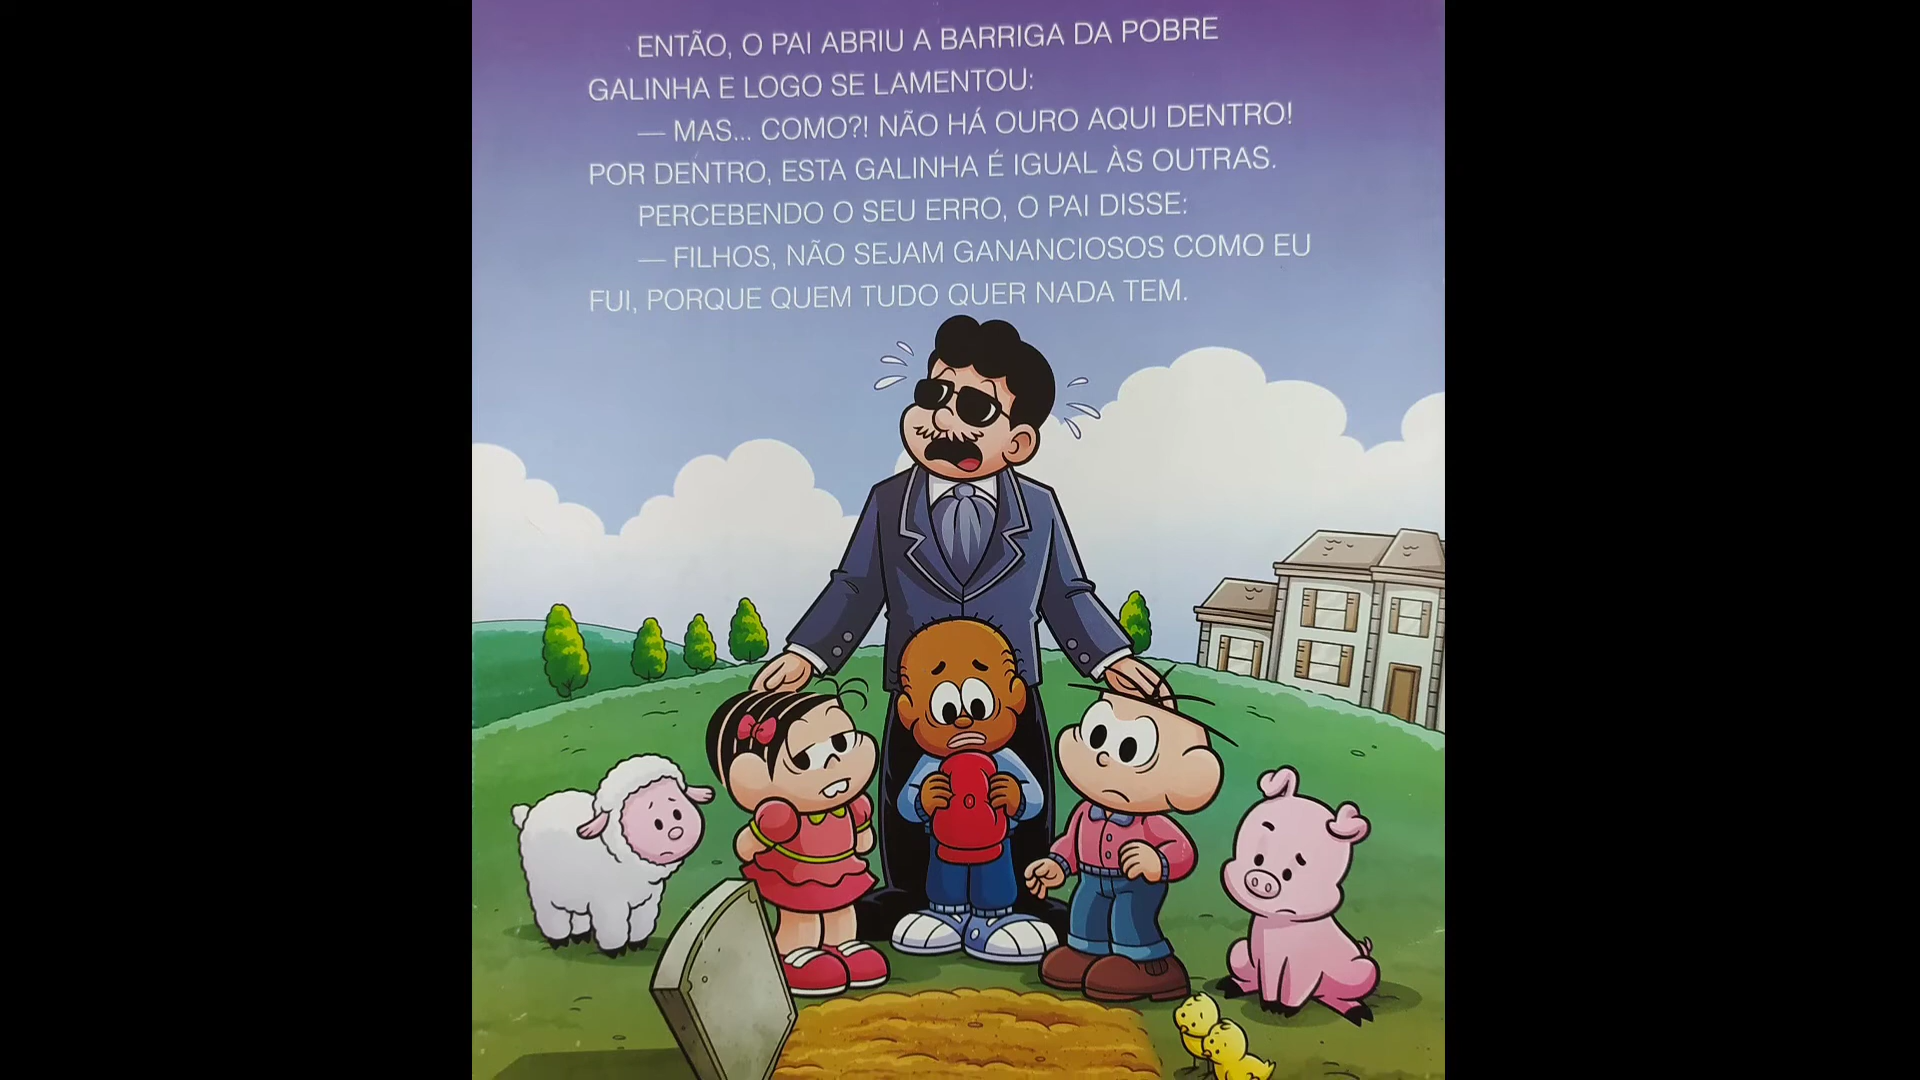 ENTÃO, O PAI ABRIU A BARRIGA DA POBRE
GALINHA E LOGO SE LAMENTOU:
— MAS... COMO?! NÃO HÁ OURO AQUI DENTRO!
POR DENTRO, ESTA GALINHA É IGUAL ÀS OUTRAS.
PERCEBENDO O SEU ERRO, O PAI DISSE:
— FILHOS, NÃO SEJAM GANANCIOSOS COMO EU
FUI, PORQUE QUEM TUDO QUER NADA TEM.